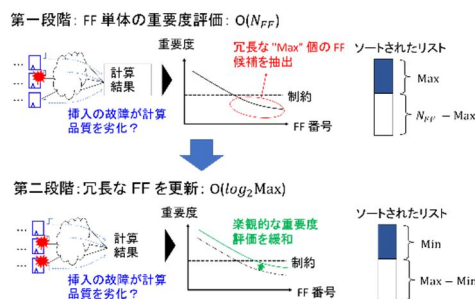 第一段階: FF 単体の重要度評価: O(N_FF)
重要度
冗長な "Max" 個の FF
候補を抽出
ソートされたリスト
計算
結果
制約
Max
N_FF − Max
挿入の故障が計算
品質を劣化？
FF 番号
第二段階: 冗長な FF を更新: O(log₂Max)
重要度
楽観的な重要度
評価を緩和
ソートされたリスト
計算
結果
制約
Min
Max − Min
挿入の故障が計算
品質を劣化？
FF 番号